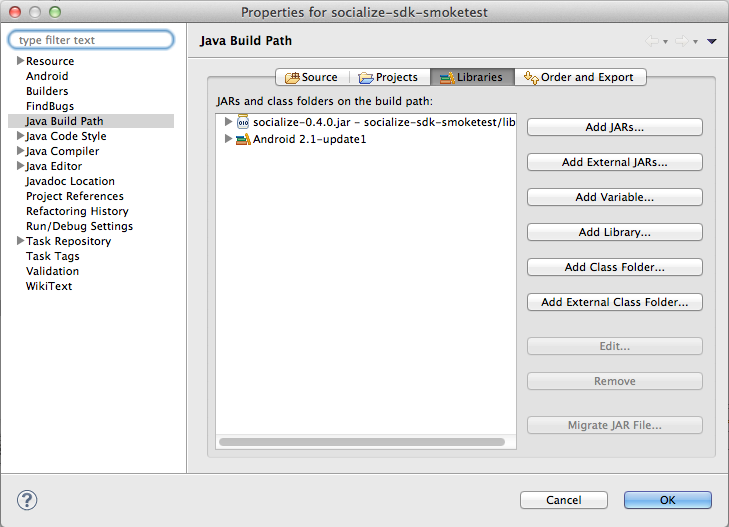 Properties for socialize-sdk-smoketest
type filter text
Resource
Android
Builders
FindBugs
Java Build Path
Java Code Style
Java Compiler
Java Editor
Javadoc Location
Project References
Refactoring History
Run/Debug Settings
Task Repository
Task Tags
Validation
WikiText
Java Build Path
Source
Projects
Libraries
Order and Export
JARs and class folders on the build path:
socialize-0.4.0.jar - socialize-sdk-smoketest/lib
Android 2.1-update1
Add JARs...
Add External JARs...
Add Variable...
Add Library...
Add Class Folder...
Add External Class Folder...
Edit...
Remove
Migrate JAR File...
?
Cancel
OK